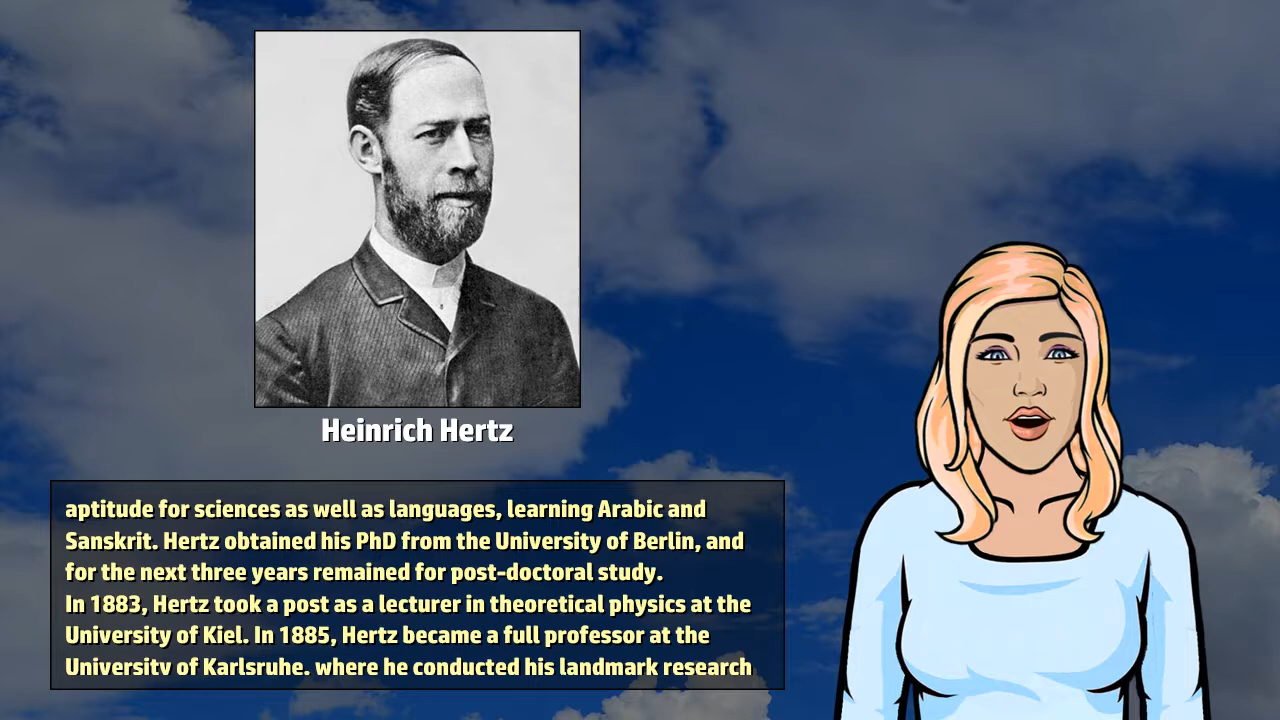 Heinrich Hertz
aptitude for sciences as well as languages, learning Arabic and
Sanskrit. Hertz obtained his PhD from the University of Berlin, and
for the next three years remained for post-doctoral study.
In 1883, Hertz took a post as a lecturer in theoretical physics at the
University of Kiel. In 1885, Hertz became a full professor at the
University of Karlsruhe, where he conducted his landmark research